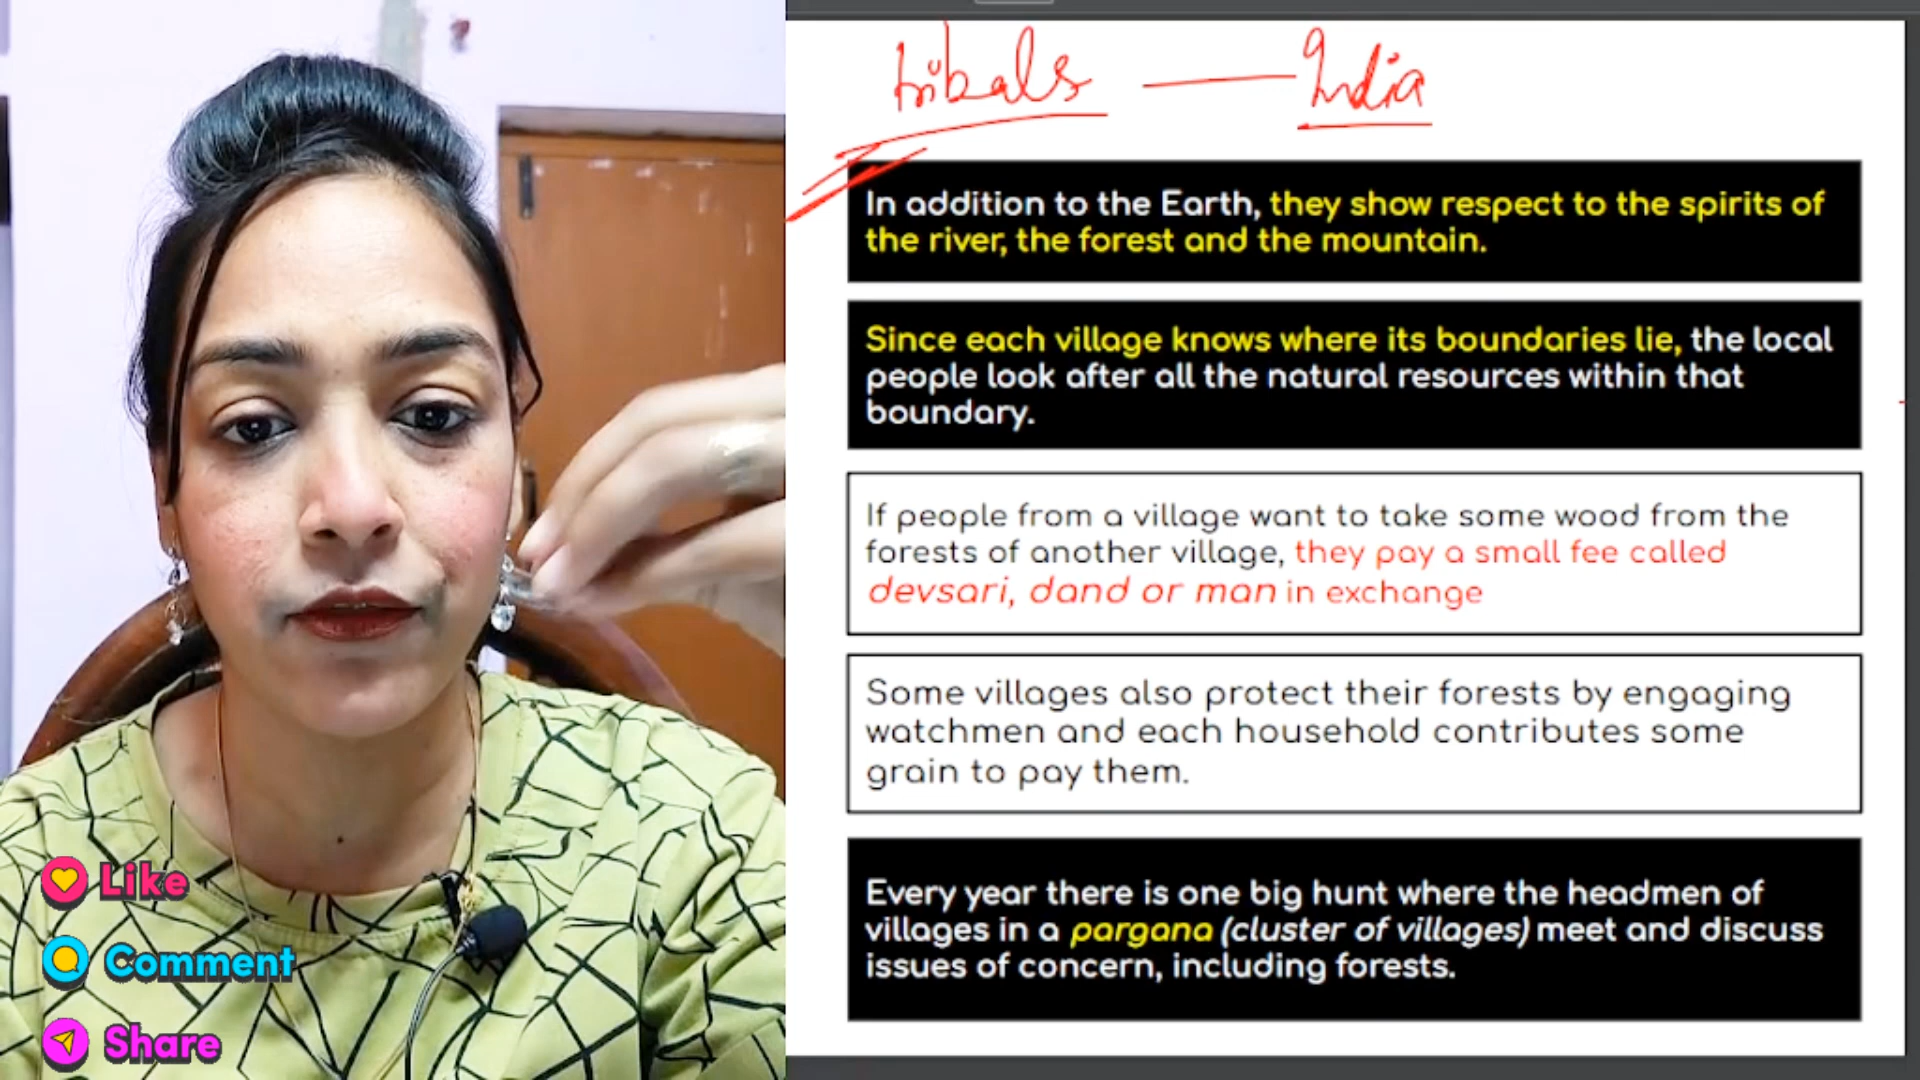 tribals — India
In addition to the Earth, they show respect to the spirits of
the river, the forest and the mountain.
Since each village knows where its boundaries lie, the local
people look after all the natural resources within that
boundary.
If people from a village want to take some wood from the
forests of another village, they pay a small fee called
devsari, dand or man in exchange
Some villages also protect their forests by engaging
watchmen and each household contributes some
grain to pay them.
Every year there is one big hunt where the headmen of
villages in a pargana (cluster of villages) meet and discuss
issues of concern, including forests.
Like
Comment
Share